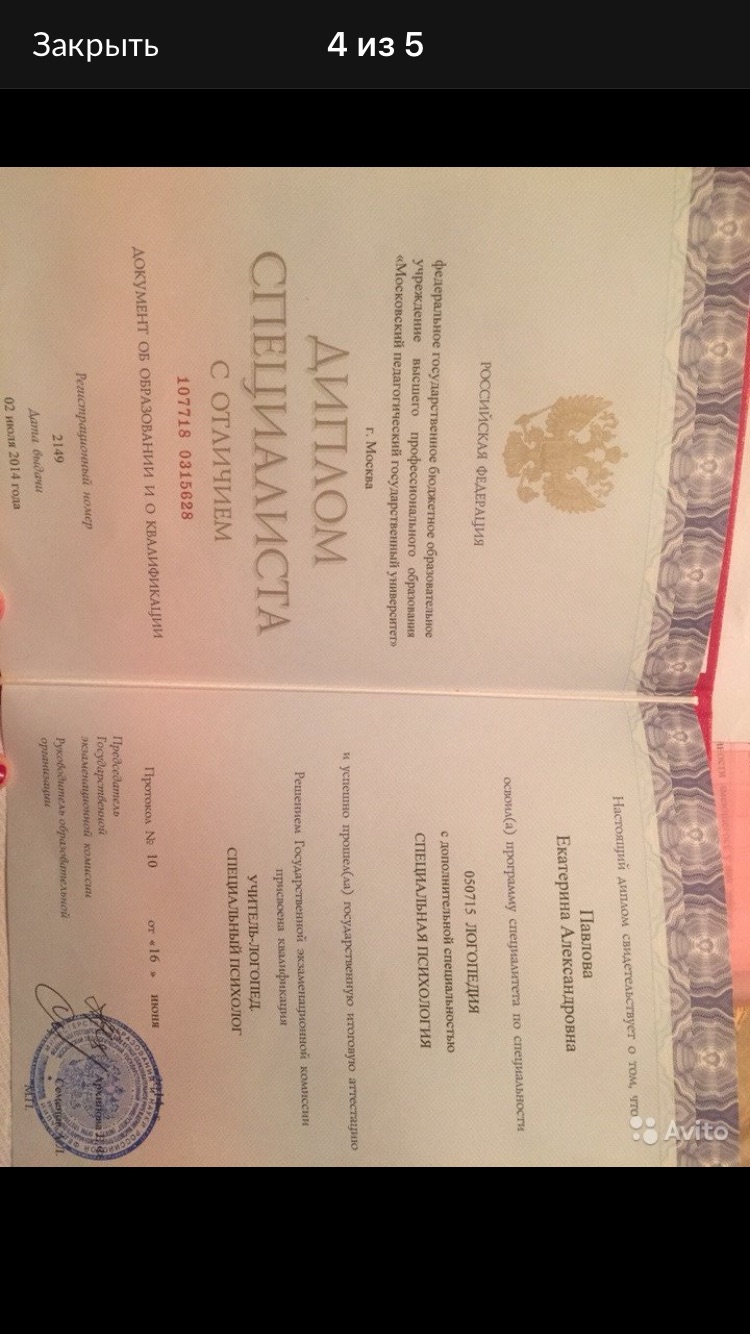 Закрыть
4 из 5
РОССИЙСКАЯ ФЕДЕРАЦИЯ
федеральное государственное бюджетное образовательное
учреждение высшего профессионального образования
«Московский педагогический государственный университет»
г. Москва
ДИПЛОМ
СПЕЦИАЛИСТА
С ОТЛИЧИЕМ
107718 0315628
ДОКУМЕНТ ОБ ОБРАЗОВАНИИ И О КВАЛИФИКАЦИИ
Регистрационный номер
2149
Дата выдачи
02 июля 2014 года
Настоящий диплом свидетельствует о том, что
Павлова
Екатерина Александровна
освоил(а) программу специалитета по специальности
050715 ЛОГОПЕДИЯ
с дополнительной специальностью
СПЕЦИАЛЬНАЯ ПСИХОЛОГИЯ
и успешно прошел(ла) государственную итоговую аттестацию
Решением Государственной экзаменационной комиссии
присвоена квалификация
УЧИТЕЛЬ-ЛОГОПЕД.
СПЕЦИАЛЬНЫЙ ПСИХОЛОГ
Протокол № 10 от «16 » июня
Председатель
Государственной
экзаменационной комиссии
Руководитель образовательной
организации
М.П.
Avito